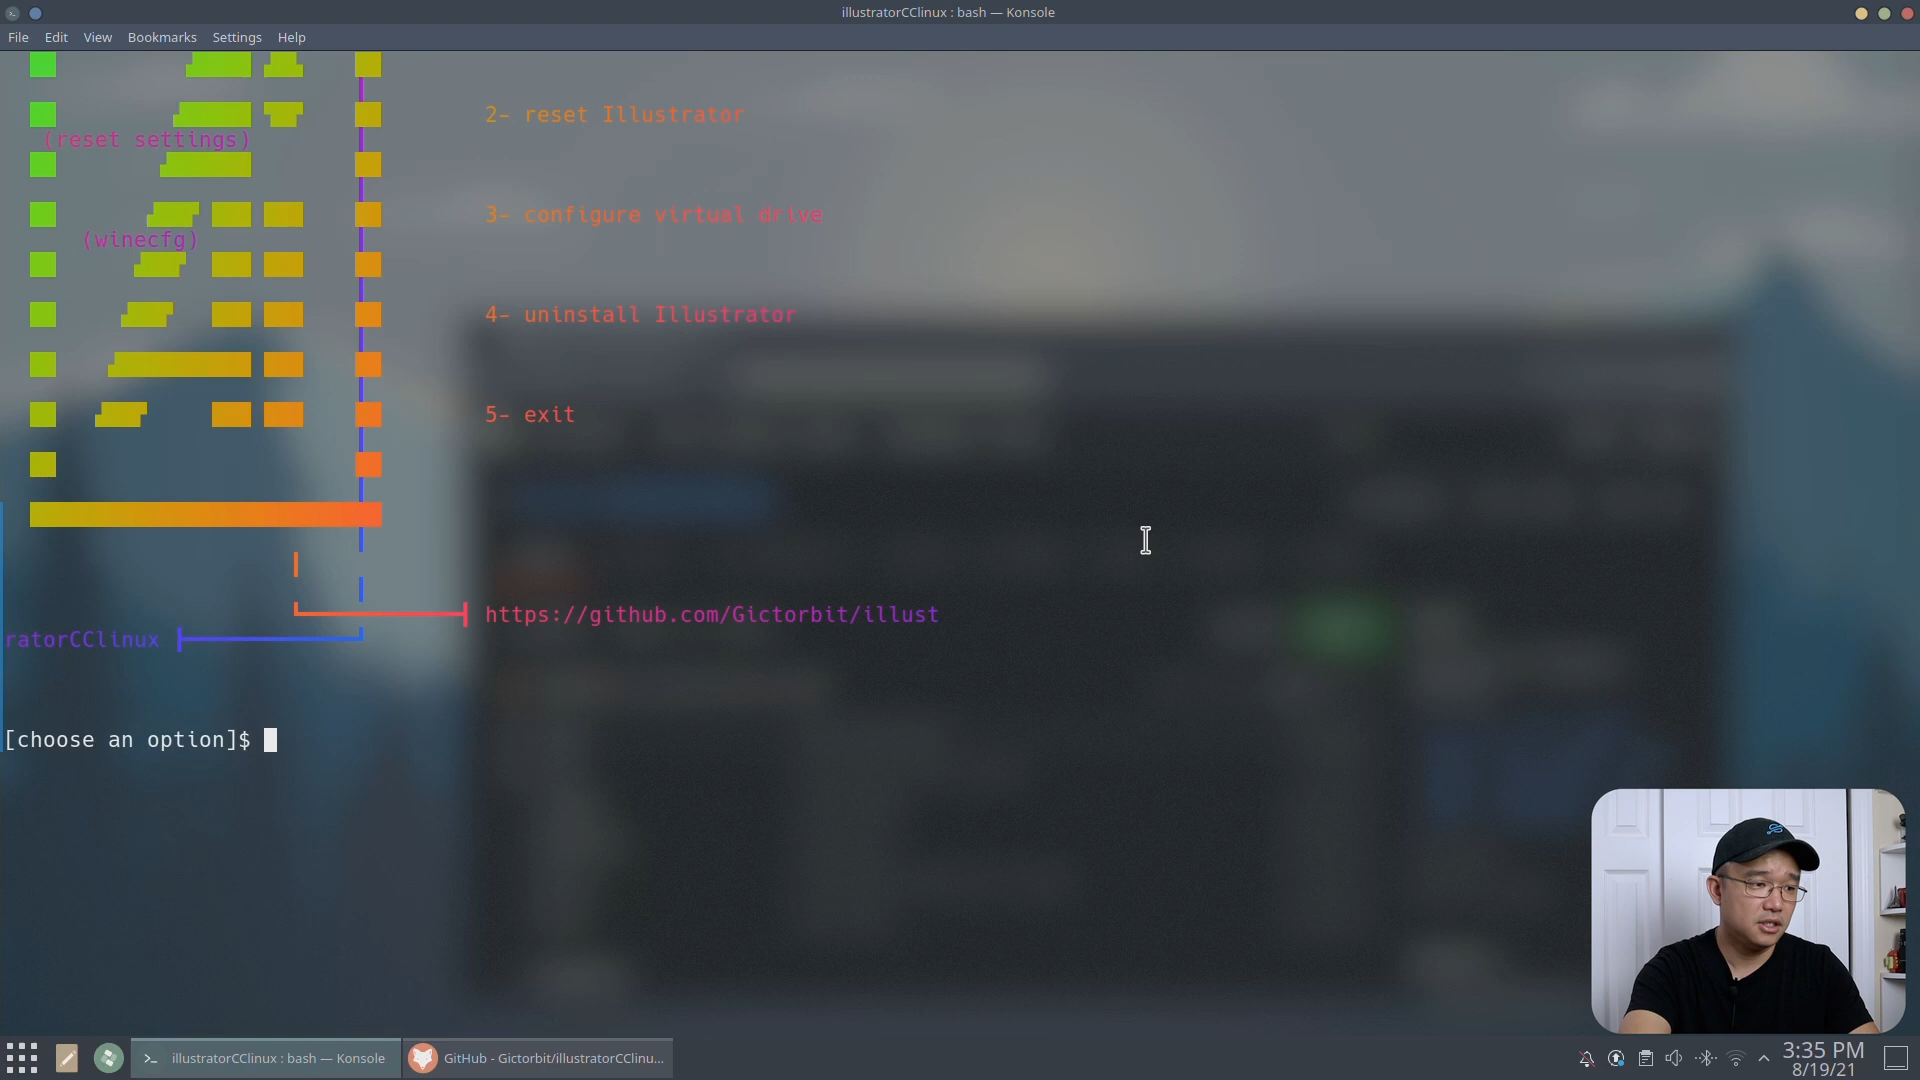 illustratorCClinux : bash — Konsole
File Edit View Bookmarks Settings Help
2- reset Illustrator
(reset settings)
3- configure virtual drive
(winecfg)
4- uninstall Illustrator
5- exit
https://github.com/Gictorbit/illust
ratorCClinux
[choose an option]$
illustratorCClinux : bash — Konsole
GitHub - Gictorbit/illustratorCClinu...
3:35 PM
8/19/21